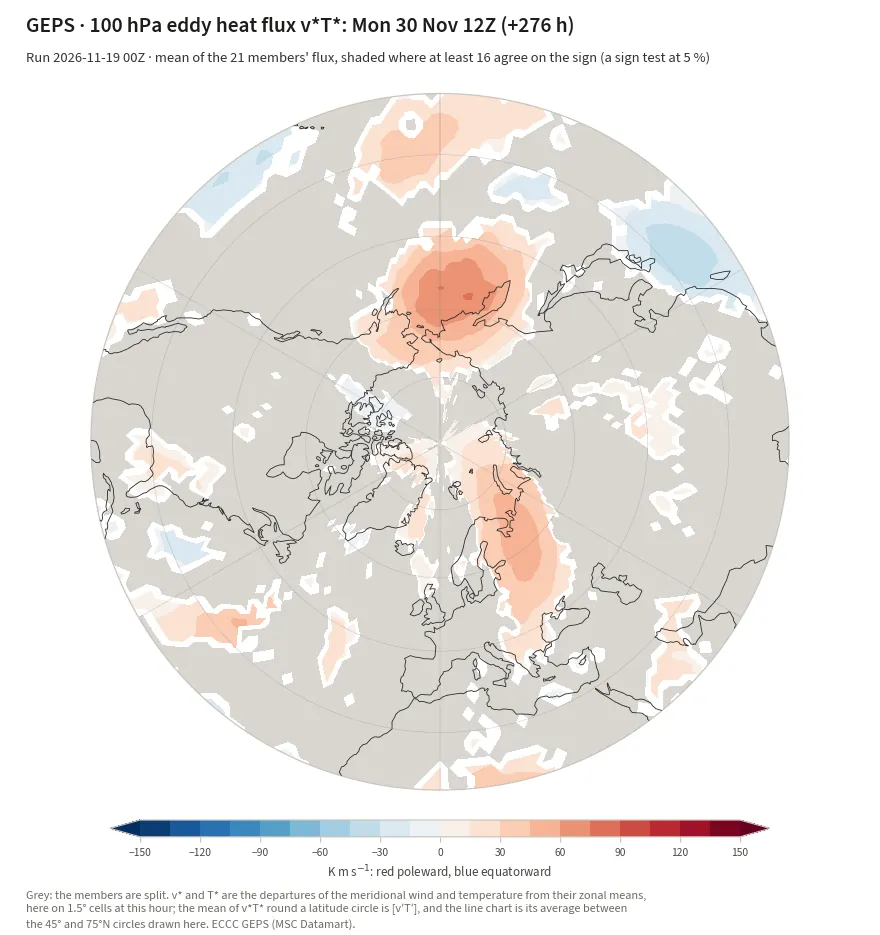 GEPS · 100 hPa eddy heat flux v*T*: Mon 30 Nov 12Z (+276 h)
Run 2026-11-19 00Z · mean of the 21 members' flux, shaded where at least 16 agree on the sign (a sign test at 5 %)
−150 −120 −90 −60 −30 0 30 60 90 120 150
K m s⁻¹: red poleward, blue equatorward
Grey: the members are split. v* and T* are the departures of the meridional wind and temperature from their zonal means,
here on 1.5° cells at this hour; the mean of v*T* round a latitude circle is [v'T'], and the line chart is its average between
the 45° and 75°N circles drawn here. ECCC GEPS (MSC Datamart).